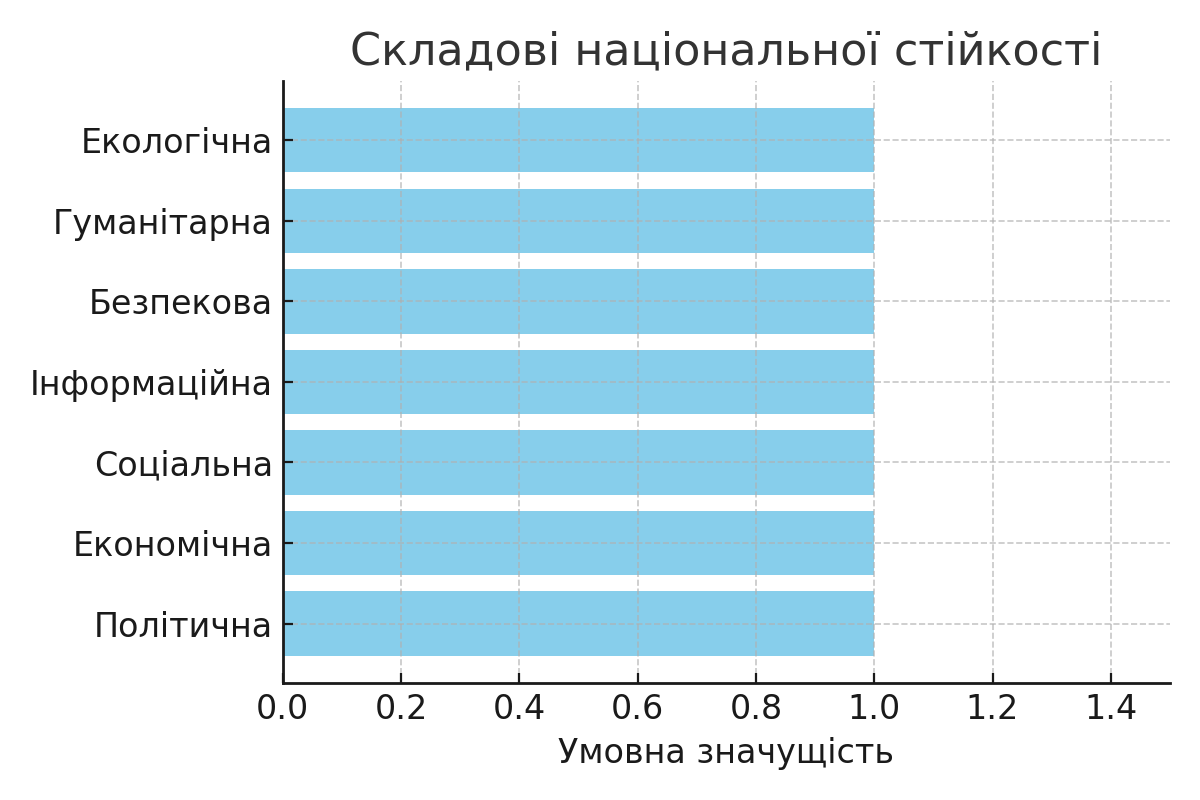 Складові національної стійкості
Екологічна
Гуманітарна
Безпекова
Інформаційна
Соціальна
Економічна
Політична
0.0 0.2 0.4 0.6 0.8 1.0 1.2 1.4
Умовна значущість